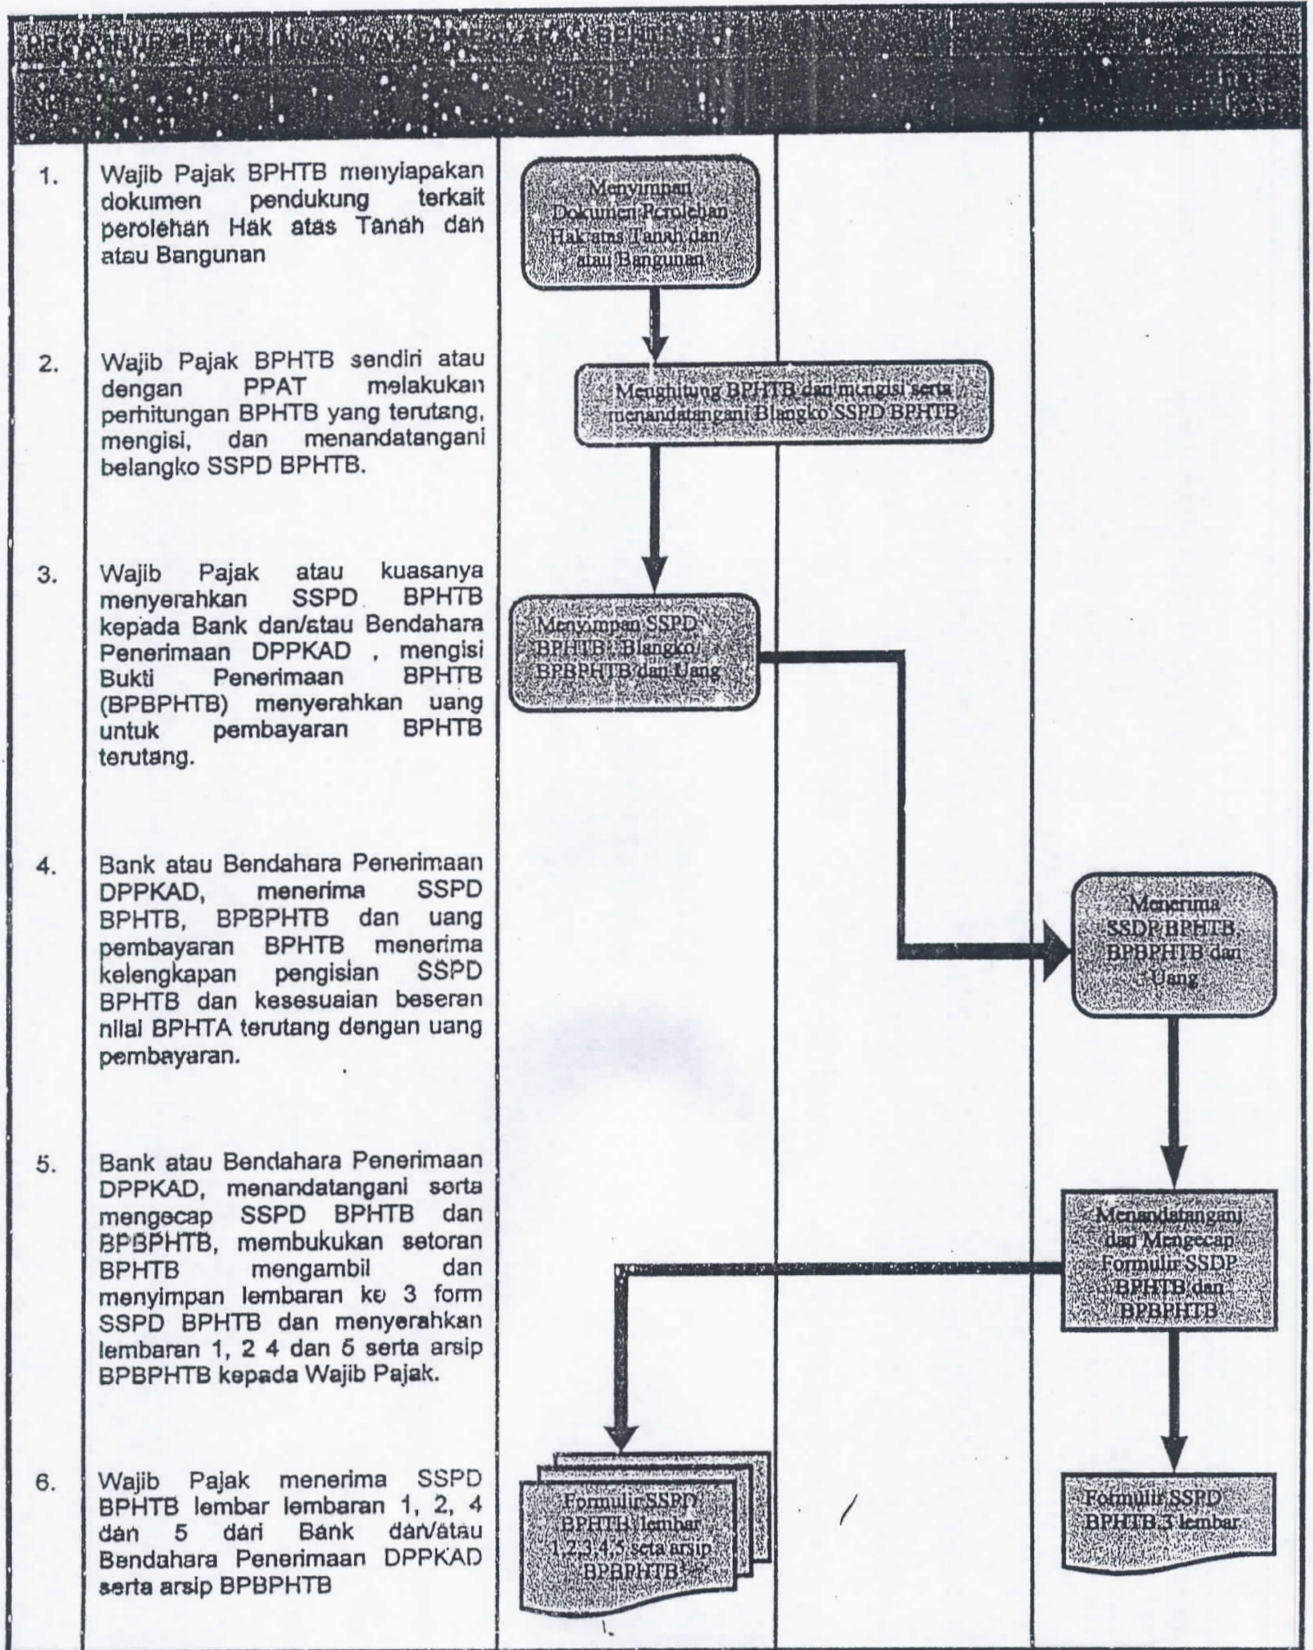 1.
Wajib Pajak BPHTB menyiapakan
dokumen pendukung terkait
perolehan Hak atas Tanah dan
atau Bangunan
Menyimpan
Dokumen Perolehan
Hak atas Tanah dan
atau Bangunan
2.
Wajib Pajak BPHTB sendiri atau
dengan PPAT melakukan
perhitungan BPHTB yang terutang,
mengisi, dan menandatangani
belangko SSPD BPHTB.
Menghitung BPHTB dan mungisi serta
menandatangani Blangko SSPD BPHTB
3.
Wajib Pajak atau kuasanya
menyerahkan SSPD BPHTB
kepada Bank dan/atau Bendahara
Penerimaan DPPKAD , mengisi
Bukti Penerimaan BPHTB
(BPBPHTB) menyerahkan uang
untuk pembayaran BPHTB
terutang.
Menyimpan SSPD
BPHTB Blangko
BPBPHTB dan Uang
4.
Bank atau Bendahara Penerimaan
DPPKAD, menerima SSPD
BPHTB, BPBPHTB dan uang
pembayaran BPHTB menerima
kelengkapan pengisian SSPD
BPHTB dan kesesuaian beseran
nilai BPHTA terutang dengan uang
pembayaran.
Menerima
SSDP BPHTB,
BPBPHTB dan
Uang
5.
Bank atau Bendahara Penerimaan
DPPKAD, menandatangani serta
mengecap SSPD BPHTB dan
BPBPHTB, membukukan setoran
BPHTB mengambil dan
menyimpan lembaran ke 3 form
SSPD BPHTB dan menyerahkan
lembaran 1, 2 4 dan 5 serta arsip
BPBPHTB kepada Wajib Pajak.
Menandatangani
dan Mengecap
Formulir SSDP
BPHTB dan
BPBPHTB
6.
Wajib Pajak menerima SSPD
BPHTB lembar lembaran 1, 2, 4
dan 5 dari Bank dan/atau
Bendahara Penerimaan DPPKAD
serta arsip BPBPHTB
Formulir SSPD
BPHTB lembar
1,2,3,4,5 seta arsip
BPBPHTB
Formulir SSPD
BPHTB 3 lembar